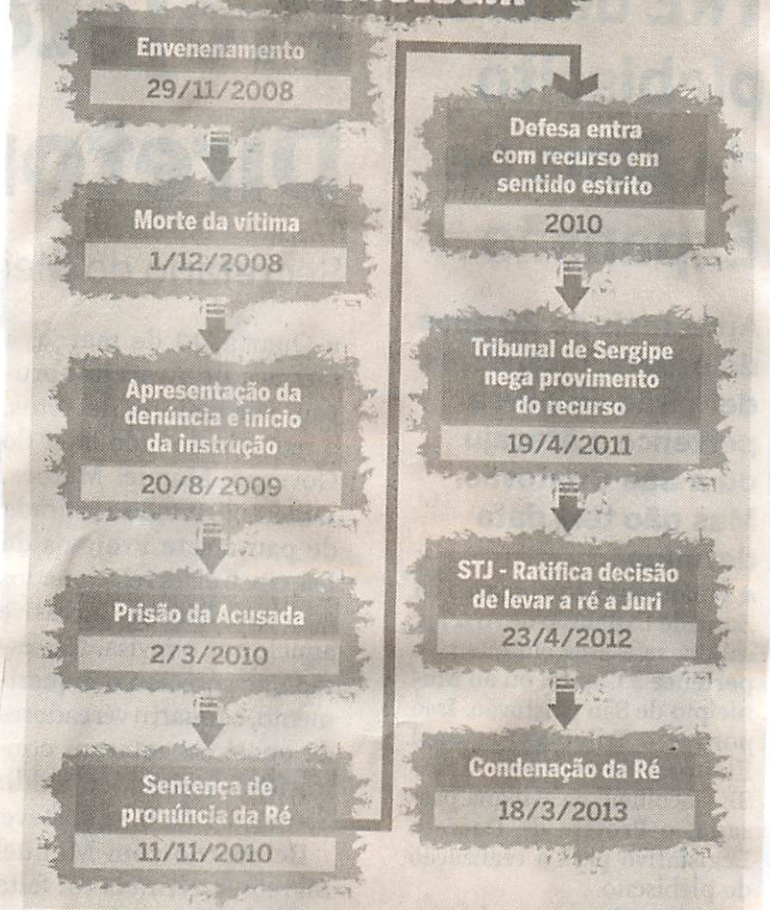 Envenenamento
29/11/2008
Morte da vítima
1/12/2008
Apresentação da
denúncia e início
da instrução
20/8/2009
Prisão da Acusada
2/3/2010
Sentença de
pronúncia da Ré
11/11/2010
Defesa entra
com recurso em
sentido estrito
2010
Tribunal de Sergipe
nega provimento
do recurso
19/4/2011
STJ - Ratifica decisão
de levar a ré a Juri
23/4/2012
Condenação da Ré
18/3/2013